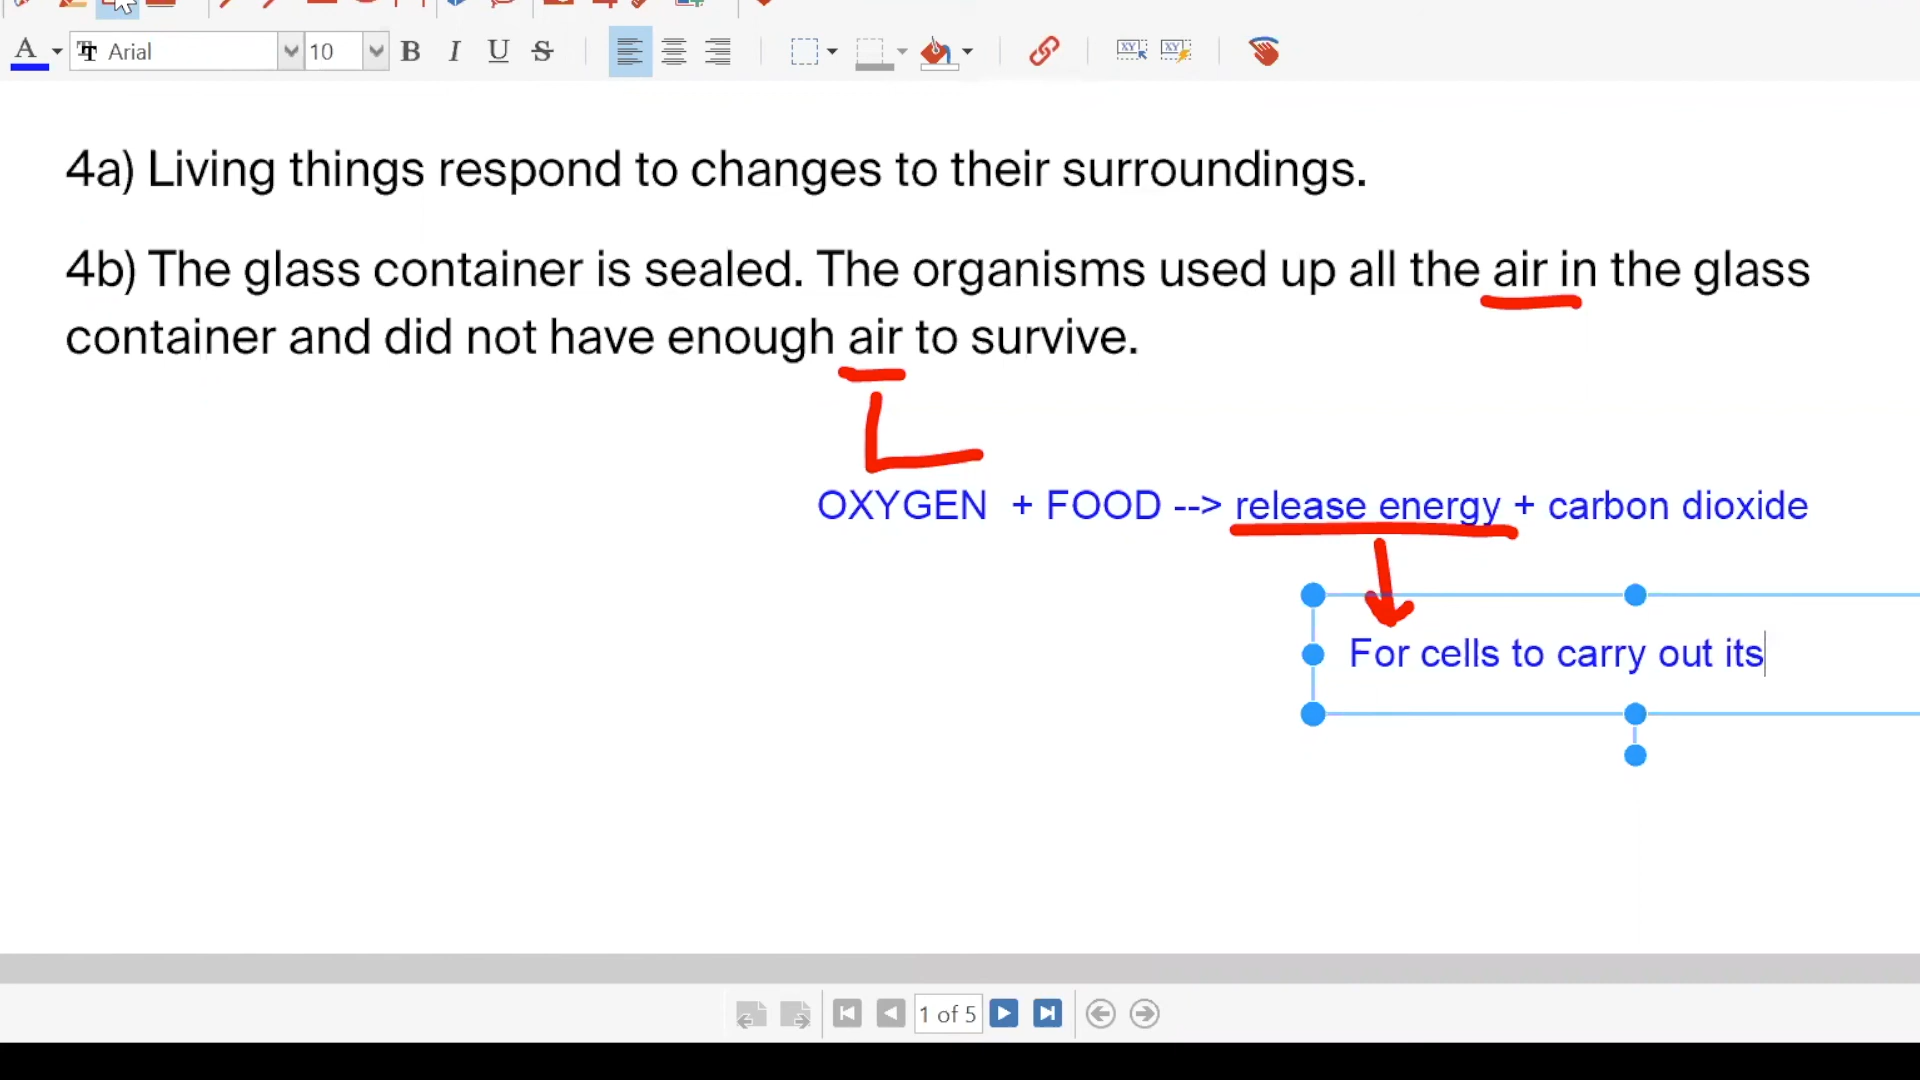 A Arial 10 B I U S
4a) Living things respond to changes to their surroundings.
4b) The glass container is sealed. The organisms used up all the air in the glass
container and did not have enough air to survive.
OXYGEN + FOOD --> release energy + carbon dioxide
For cells to carry out its
1 of 5